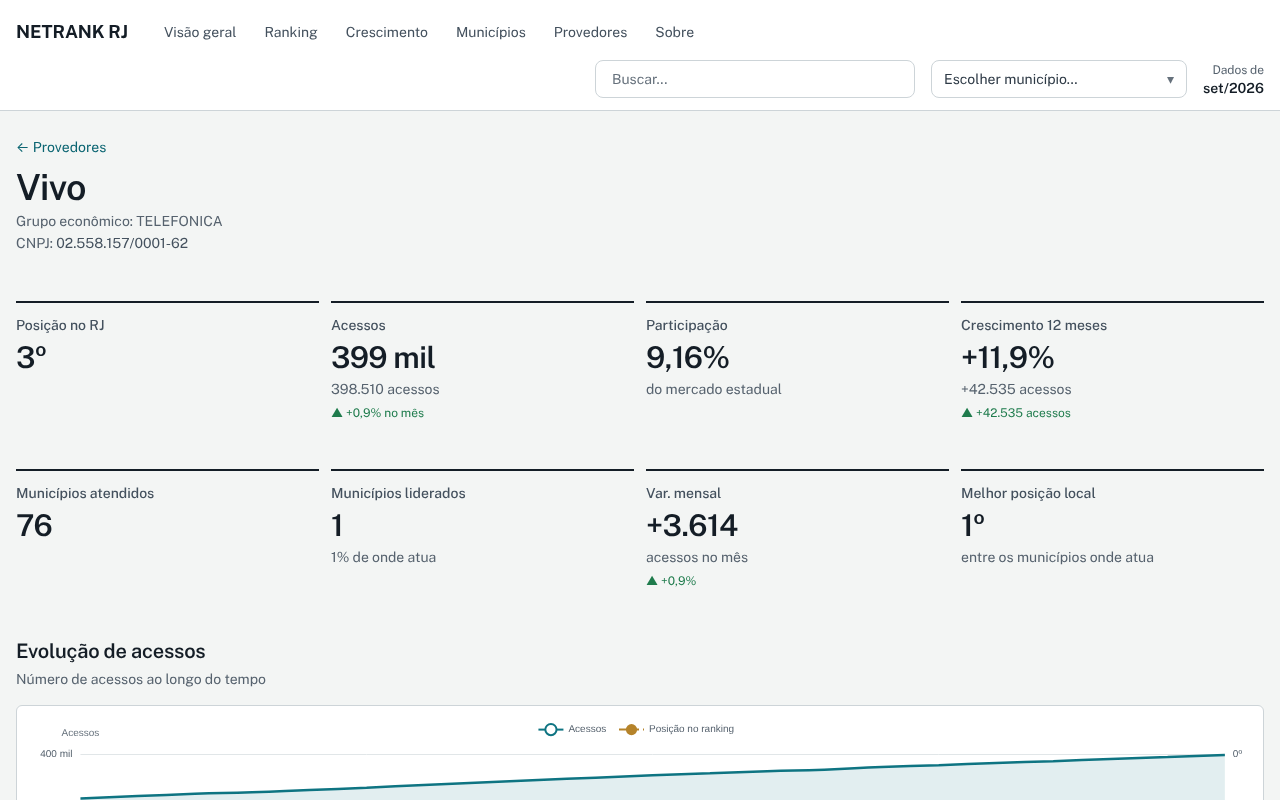 NETRANK RJ
Visão geral
Ranking
Crescimento
Municípios
Provedores
Sobre
Buscar...
Escolher município...
Dados de
set/2026
← Provedores
Vivo
Grupo econômico: TELEFONICA
CNPJ: 02.558.157/0001-62
Posição no RJ
3º
Acessos
399 mil
398.510 acessos
▲ +0,9% no mês
Participação
9,16%
do mercado estadual
Crescimento 12 meses
+11,9%
+42.535 acessos
▲ +42.535 acessos
Municípios atendidos
76
Municípios liderados
1
1% de onde atua
Var. mensal
+3.614
acessos no mês
▲ +0,9%
Melhor posição local
1º
entre os municípios onde atua
Evolução de acessos
Número de acessos ao longo do tempo
Acessos
Acessos
Posição no ranking
400 mil
0º